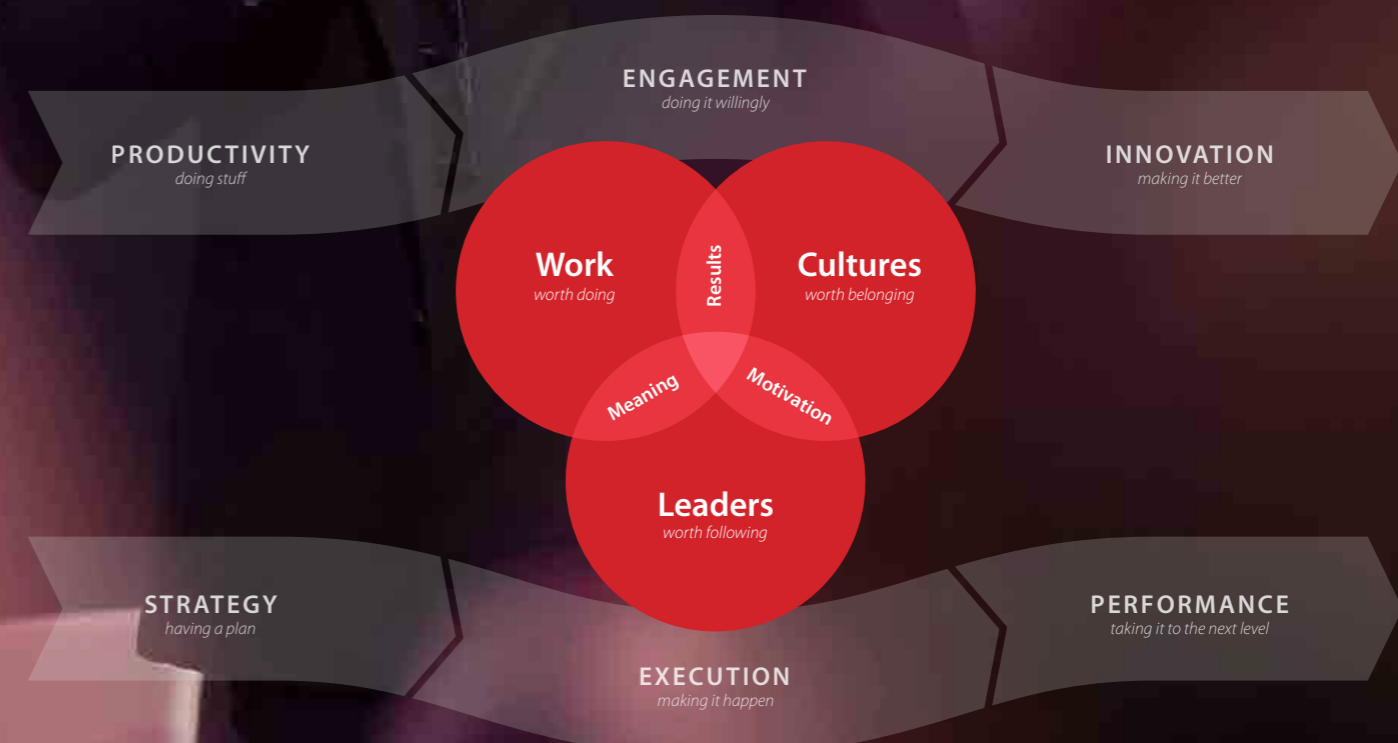 ENGAGEMENT
doing it willingly
PRODUCTIVITY
doing stuff
INNOVATION
making it better
Work
worth doing
Results
Cultures
worth belonging
Meaning
Motivation
Leaders
worth following
STRATEGY
having a plan
PERFORMANCE
taking it to the next level
EXECUTION
making it happen